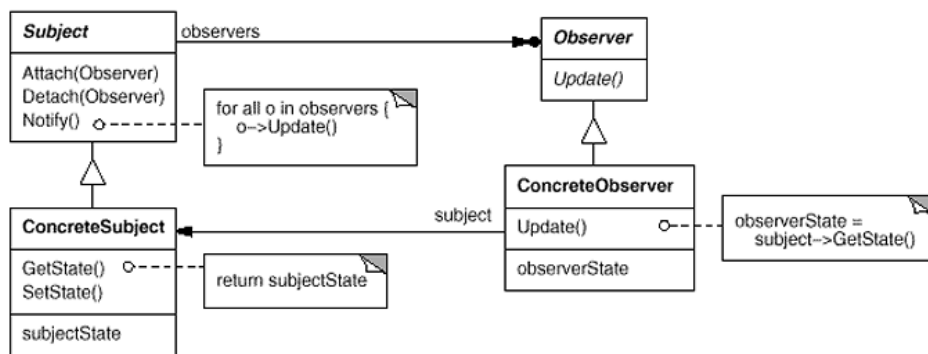 Subject
observers
Observer
Attach(Observer)
Detach(Observer)
Notify()
for all o in observers {
o->Update()
}
Update()
ConcreteSubject
GetState()
SetState()
subjectState
return subjectState
subject
ConcreteObserver
Update()
observerState
observerState =
subject->GetState()